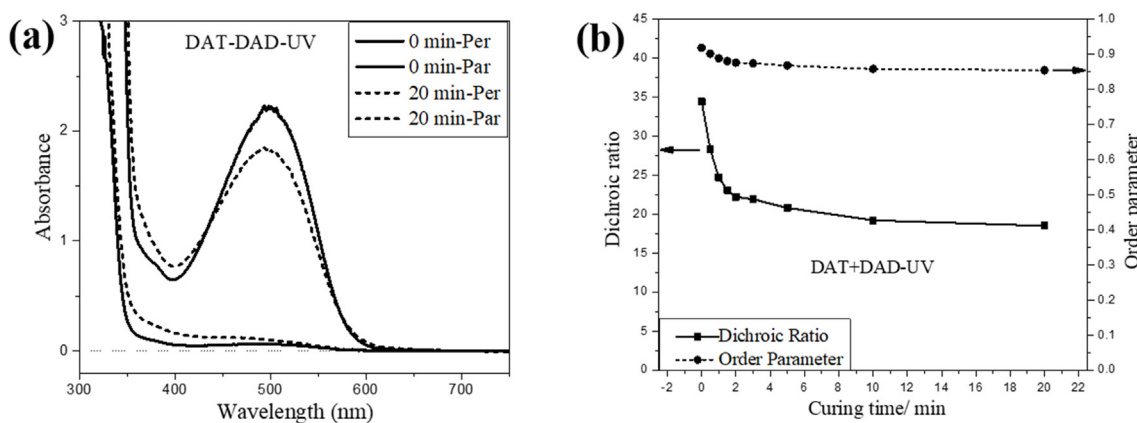 (a)
DAT-DAD-UV
0 min-Per
0 min-Par
20 min-Per
20 min-Par
3
2
1
0
Absorbance
300 400 500 600 700
Wavelength (nm)
(b)
45
40
35
30
25
20
15
10
5
0
Dichroic ratio
DAT+DAD-UV
Dichroic Ratio
Order Parameter
-2 0 2 4 6 8 10 12 14 16 18 20 22
Curing time/ min
1.0
0.9
0.8
0.7
0.6
0.5
0.4
0.3
0.2
0.1
0.0
Order parameter